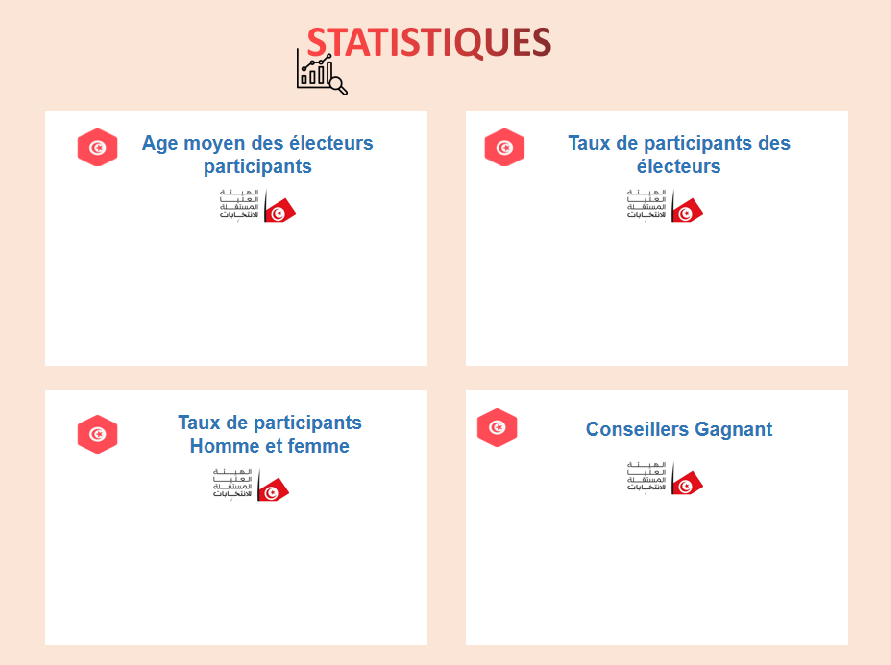 STATISTIQUES
Age moyen des électeurs
participants
الهيئة
العليا
المستقلة
للانتخابات
Taux de participants des
électeurs
الهيئة
العليا
المستقلة
للانتخابات
Taux de participants
Homme et femme
الهيئة
العليا
المستقلة
للانتخابات
Conseillers Gagnant
الهيئة
العليا
المستقلة
للانتخابات